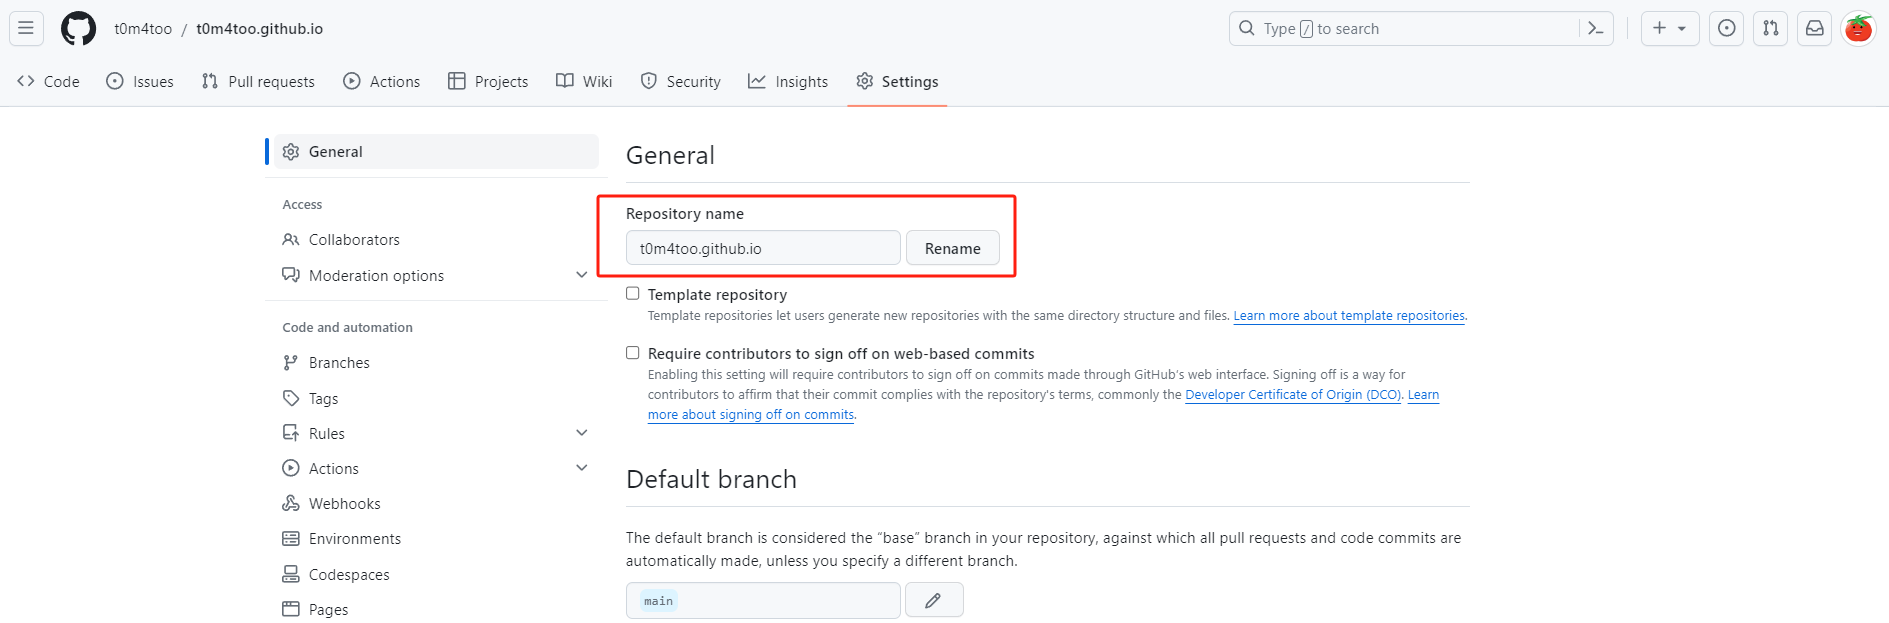 t0m4too / t0m4too.github.io
Type / to search
Code Issues Pull requests Actions Projects Wiki Security Insights Settings
General
Access
Collaborators
Moderation options
Code and automation
Branches
Tags
Rules
Actions
Webhooks
Environments
Codespaces
Pages
General
Repository name
t0m4too.github.io Rename
Template repository
Template repositories let users generate new repositories with the same directory structure and files. Learn more about template repositories.
Require contributors to sign off on web-based commits
Enabling this setting will require contributors to sign off on commits made through GitHub's web interface. Signing off is a way for
contributors to affirm that their commit complies with the repository's terms, commonly the Developer Certificate of Origin (DCO). Learn
more about signing off on commits.
Default branch
The default branch is considered the “base” branch in your repository, against which all pull requests and code commits are
automatically made, unless you specify a different branch.
main